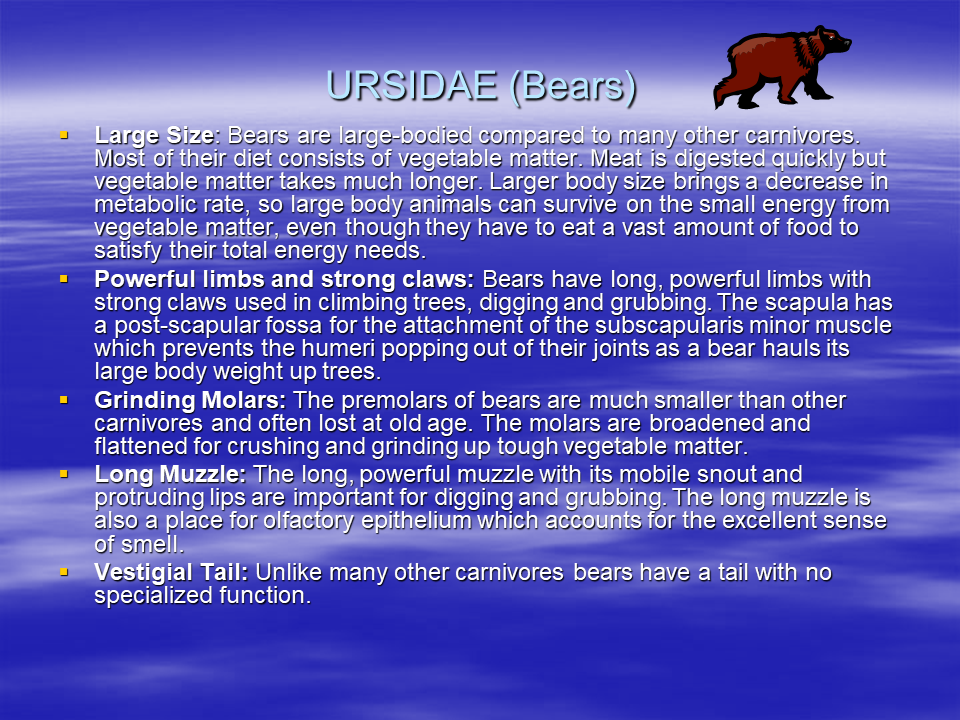 URSIDAE (Bears)
Large Size: Bears are large-bodied compared to many other carnivores.
Most of their diet consists of vegetable matter. Meat is digested quickly but
vegetable matter takes much longer. Larger body size brings a decrease in
metabolic rate, so large body animals can survive on the small energy from
vegetable matter, even though they have to eat a vast amount of food to
satisfy their total energy needs.
Powerful limbs and strong claws: Bears have long, powerful limbs with
strong claws used in climbing trees, digging and grubbing. The scapula has
a post-scapular fossa for the attachment of the subscapularis minor muscle
which prevents the humeri popping out of their joints as a bear hauls its
large body weight up trees.
Grinding Molars: The premolars of bears are much smaller than other
carnivores and often lost at old age. The molars are broadened and
flattened for crushing and grinding up tough vegetable matter.
Long Muzzle: The long, powerful muzzle with its mobile snout and
protruding lips are important for digging and grubbing. The long muzzle is
also a place for olfactory epithelium which accounts for the excellent sense
of smell.
Vestigial Tail: Unlike many other carnivores bears have a tail with no
specialized function.